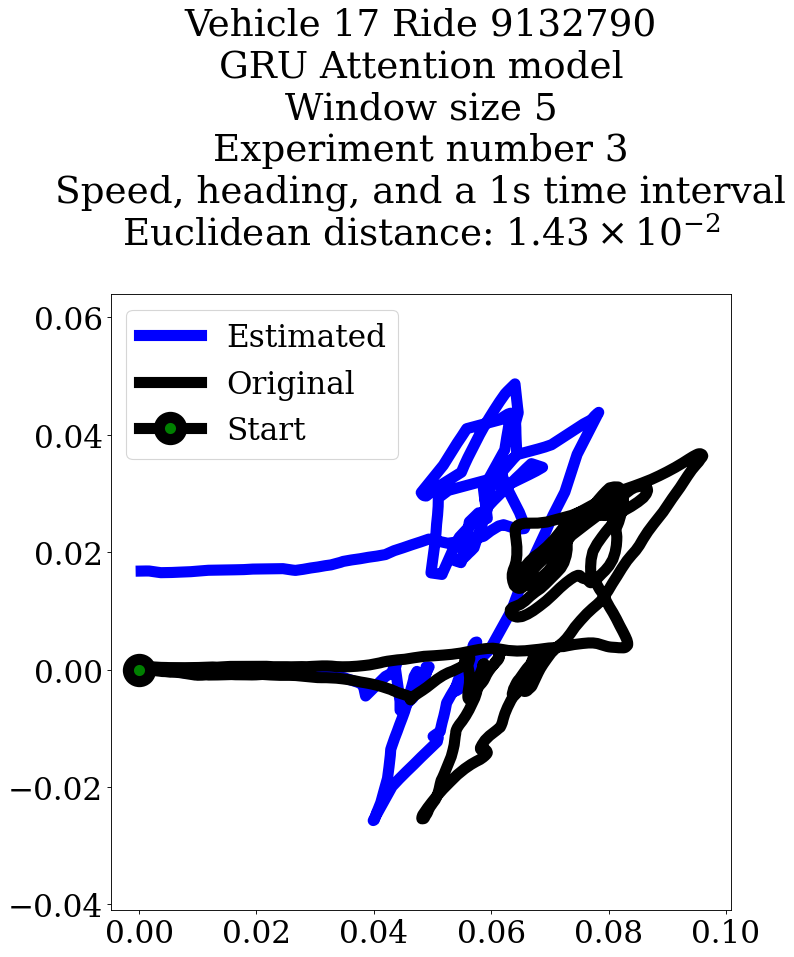 Vehicle 17 Ride 9132790
GRU Attention model
Window size 5
Experiment number 3
Speed, heading, and a 1s time interval
Euclidean distance: 1.43 × 10⁻²
0.06
Estimated
Original
0.04
Start
0.02
0.00
−0.02
−0.04
0.00 0.02 0.04 0.06 0.08 0.10